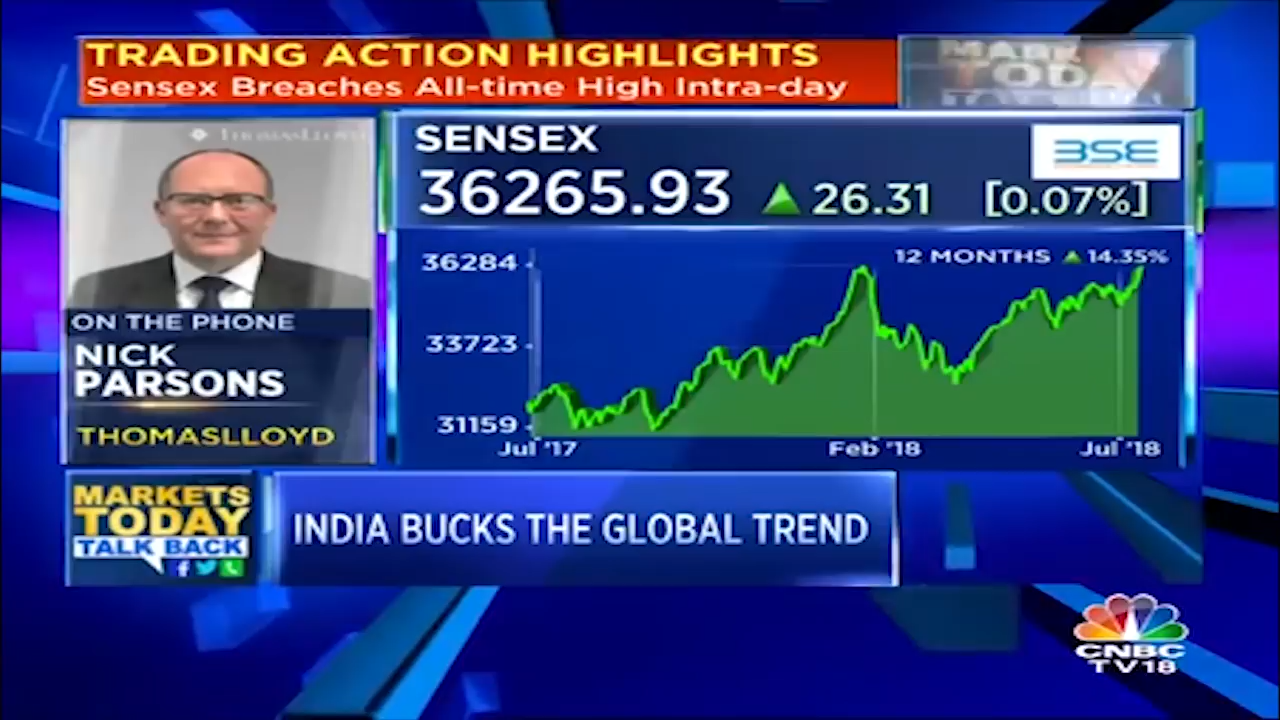 TRADING ACTION HIGHLIGHTS
Sensex Breaches All-time High Intra-day
THOMASLLOYD
SENSEX
BSE
36265.93 ▲ 26.31 [0.07%]
12 MONTHS ▲ 14.35%
36284
33723
31159
Jul '17 Feb '18 Jul '18
ON THE PHONE
NICK
PARSONS
THOMASLLOYD
MARKETS
TODAY
TALK BACK
INDIA BUCKS THE GLOBAL TREND
CNBC
TV18